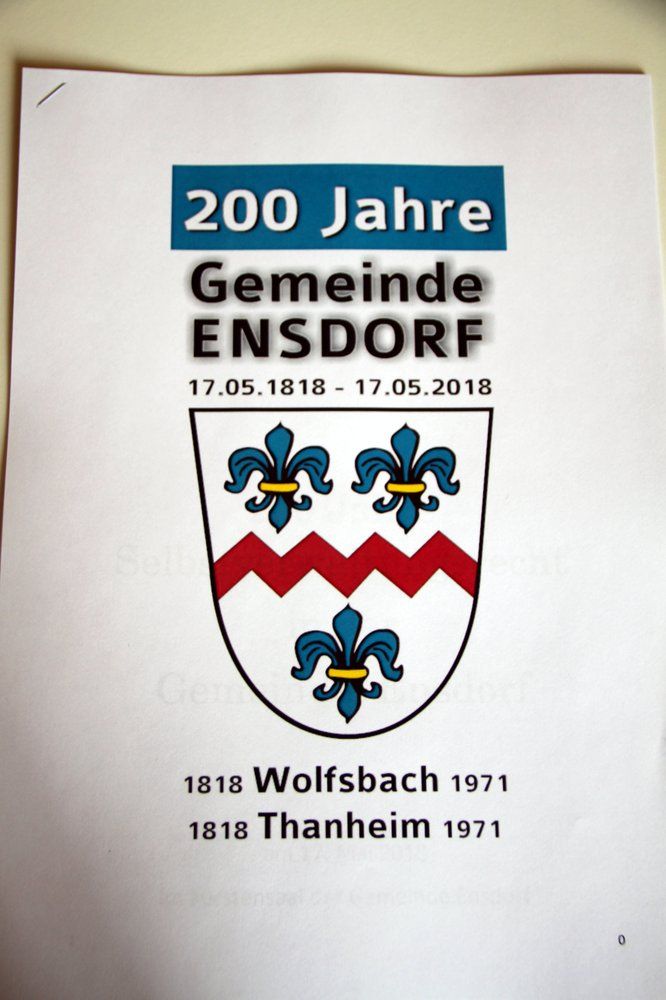 200 Jahre
Gemeinde
ENSDORF
17.05.1818 - 17.05.2018
1818 Wolfsbach 1971
1818 Thanheim 1971
0